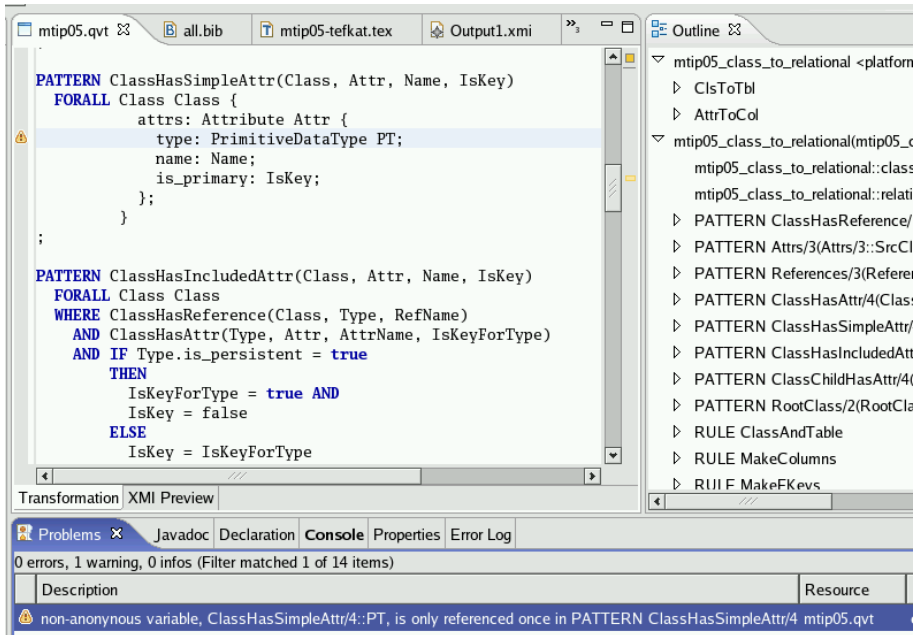 mtip05.qvt
all.bib
mtip05-tefkat.tex
Output1.xmi
3
PATTERN ClassHasSimpleAttr(Class, Attr, Name, IsKey)
FORALL Class Class {
attrs: Attribute Attr {
type: PrimitiveDataType PT;
name: Name;
is_primary: IsKey;
};
}
;
PATTERN ClassHasIncludedAttr(Class, Attr, Name, IsKey)
FORALL Class Class
WHERE ClassHasReference(Class, Type, RefName)
AND ClassHasAttr(Type, Attr, AttrName, IsKeyForType)
AND IF Type.is_persistent = true
THEN
IsKeyForType = true AND
IsKey = false
ELSE
IsKey = IsKeyForType
Transformation
XMI Preview
Outline
mtip05_class_to_relational <platforn
ClsToTbl
AttrToCol
mtip05_class_to_relational(mtip05_c
mtip05_class_to_relational::class
mtip05_class_to_relational::relati
PATTERN ClassHasReference/
PATTERN Attrs/3(Attrs/3::SrcCl
PATTERN References/3(Referer
PATTERN ClassHasAttr/4(Class
PATTERN ClassHasSimpleAttr/
PATTERN ClassHasIncludedAtt
PATTERN ClassChildHasAttr/4(
PATTERN RootClass/2(RootCla
RULE ClassAndTable
RULE MakeColumns
RULE MakeFKeys
Problems
Javadoc
Declaration
Console
Properties
Error Log
0 errors, 1 warning, 0 infos (Filter matched 1 of 14 items)
Description
Resource
non-anonynous variable, ClassHasSimpleAttr/4::PT, is only referenced once in PATTERN ClassHasSimpleAttr/4 mtip05.qvt